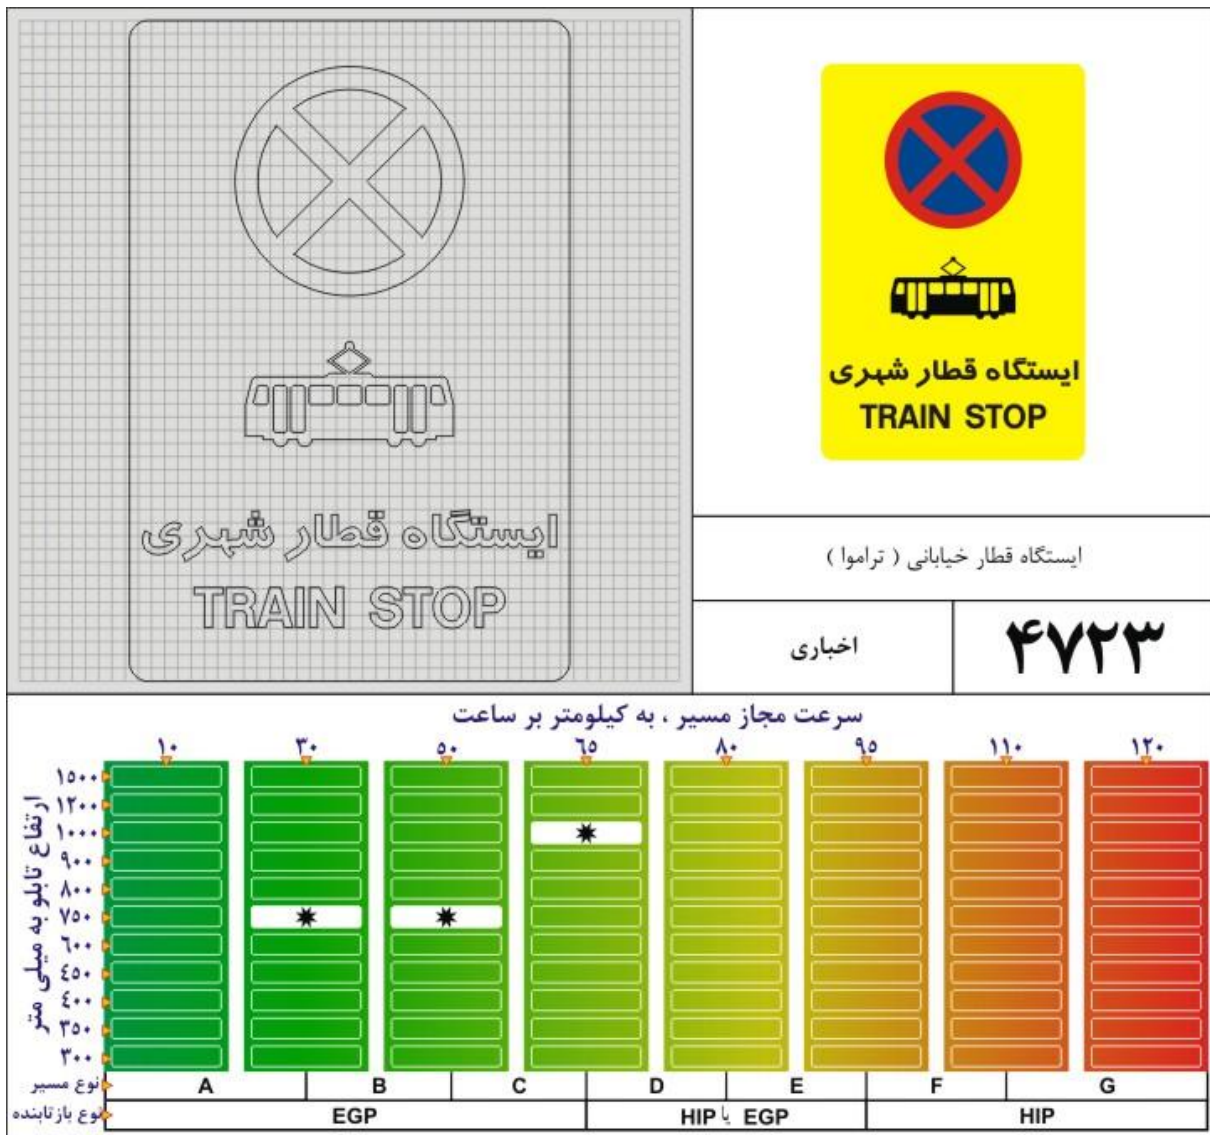 ایستگاه قطار شهری
TRAIN STOP
ایستگاه قطار شهری
TRAIN STOP
ایستگاه قطار خیابانی ( تراموا )
اخباری
۴۷۲۳
سرعت مجاز مسیر ، به کیلومتر بر ساعت
۱۰ ۳۰ ۵۰ ۶۵ ۸۰ ۹۵ ۱۱۰ ۱۲۰
ارتفاع تابلو به میلی متر
۱۵۰۰
۱۲۰۰
۱۰۰۰
۹۰۰
۸۰۰
۷۵۰
۶۰۰
٤۵۰
٤۰۰
۳۵۰
۳۰۰
نوع مسیر A B C D E F G
نوع بازتابنده EGP HIP یا EGP HIP